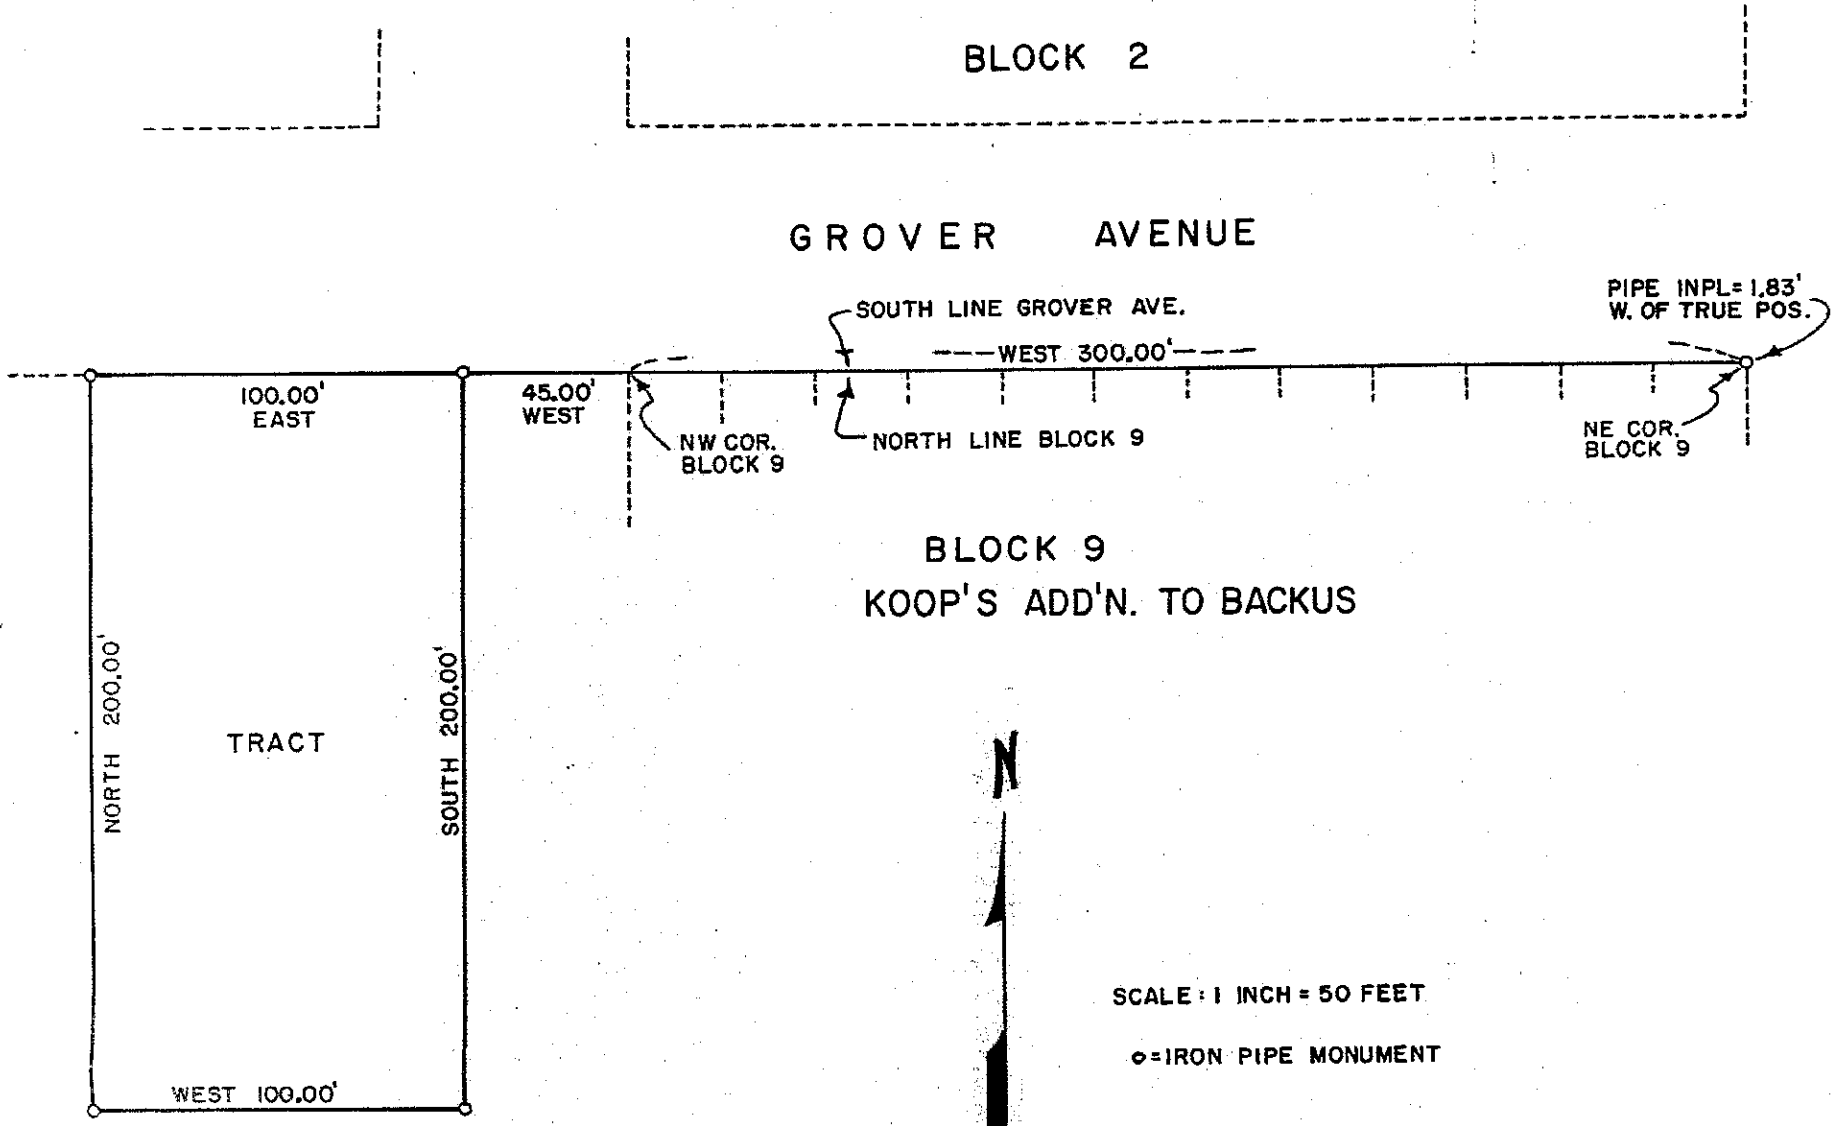 BLOCK 2
GROVER AVENUE
PIPE INPL= 1.83'
W. OF TRUE POS.
SOUTH LINE GROVER AVE.
WEST 300.00'
100.00'
EAST
45.00'
WEST
NW COR.
BLOCK 9
NORTH LINE BLOCK 9
NE COR.
BLOCK 9
BLOCK 9
KOOP'S ADD'N. TO BACKUS
NORTH 200.00'
SOUTH 200.00'
TRACT
N
SCALE: 1 INCH = 50 FEET
o=IRON PIPE MONUMENT
WEST 100.00'